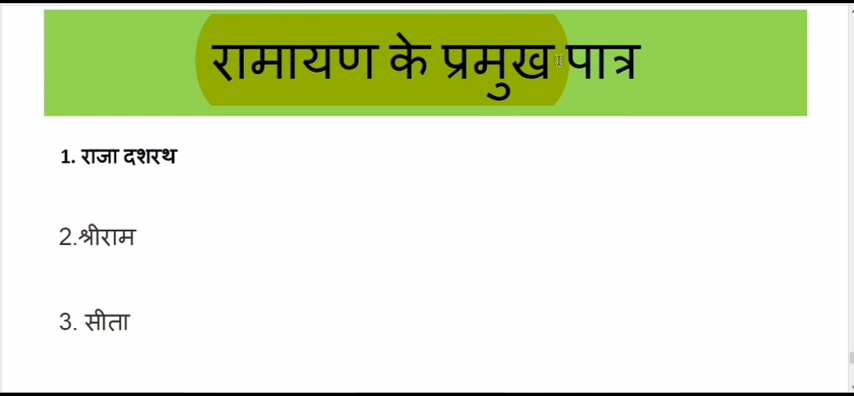 रामायण के प्रमुख पात्र
1. राजा दशरथ
2.श्रीराम
3. सीता